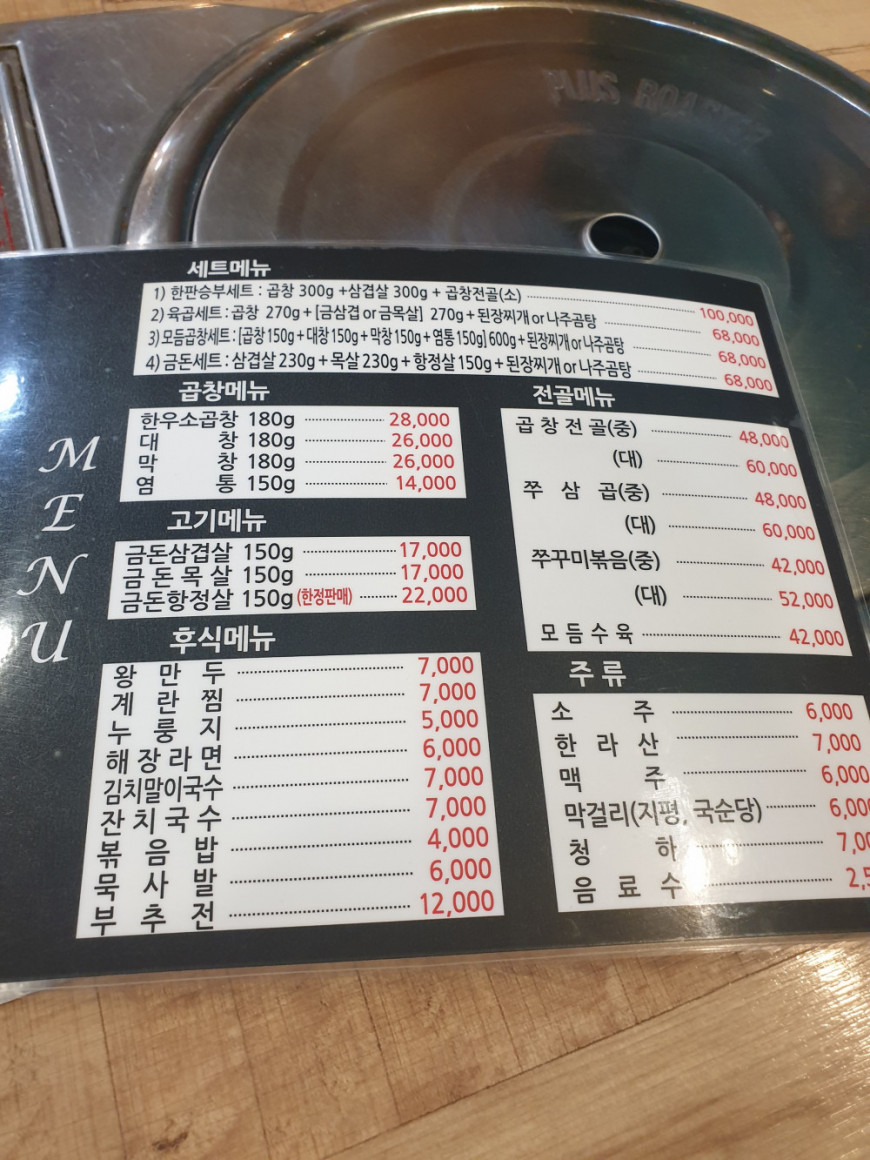 PLUS ROASTER
세트메뉴
1) 한판승부세트 : 곱창 300g +삼겹살 300g + 곱창전골(소) 100,000
2) 육곱세트 : 곱창 270g + [금삼겹 or 금목살] 270g + 된장찌개 or 나주곰탕 68,000
3) 모듬곱창세트 : [곱창 150g + 대창 150g + 막창 150g + 염통 150g] 600g + 된장찌개 or 나주곰탕 68,000
4) 금돈세트 : 삼겹살 230g + 목살 230g + 항정살 150g + 된장찌개 or 나주곰탕 68,000
MENU
곱창메뉴
한우소곱창 180g 28,000
대창 180g 26,000
막창 180g 26,000
염통 150g 14,000
고기메뉴
금돈삼겹살 150g 17,000
금돈목살 150g 17,000
금돈항정살 150g (한정판매) 22,000
후식메뉴
왕만두 7,000
계란찜 7,000
누룽지 5,000
해장라면 6,000
김치말이국수 7,000
잔치국수 7,000
볶음밥 4,000
묵사발 6,000
부추전 12,000
전골메뉴
곱창전골(중) 48,000
(대) 60,000
쭈삼곱(중) 48,000
(대) 60,000
쭈꾸미볶음(중) 42,000
(대) 52,000
모듬수육 42,000
주류
소주 6,000
한라산 7,000
맥주 6,000
막걸리(지평, 국순당) 6,00
청하 7,0
음료수 2,5